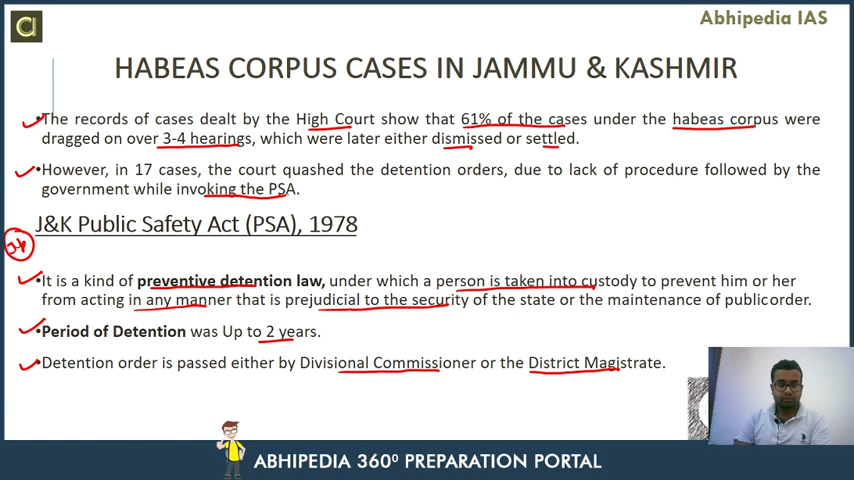 Abhipedia IAS
HABEAS CORPUS CASES IN JAMMU & KASHMIR
•The records of cases dealt by the High Court show that 61% of the cases under the habeas corpus were
dragged on over 3-4 hearings, which were later either dismissed or settled.
•However, in 17 cases, the court quashed the detention orders, due to lack of procedure followed by the
government while invoking the PSA.
J&K Public Safety Act (PSA), 1978
•It is a kind of preventive detention law, under which a person is taken into custody to prevent him or her
from acting in any manner that is prejudicial to the security of the state or the maintenance of public order.
•Period of Detention was Up to 2 years.
•Detention order is passed either by Divisional Commissioner or the District Magistrate.
ABHIPEDIA 360⁰ PREPARATION PORTAL